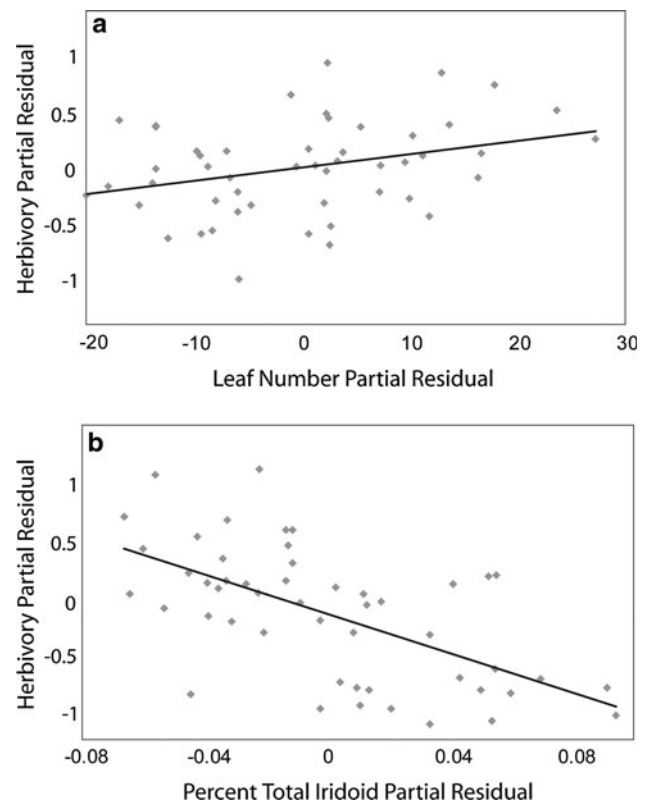 a
Herbivory Partial Residual
1
0.5
0
-0.5
-1
-20 -10 0 10 20 30
Leaf Number Partial Residual
b
Herbivory Partial Residual
1
0.5
0
-0.5
-1
-0.08 -0.04 0 0.04 0.08
Percent Total Iridoid Partial Residual